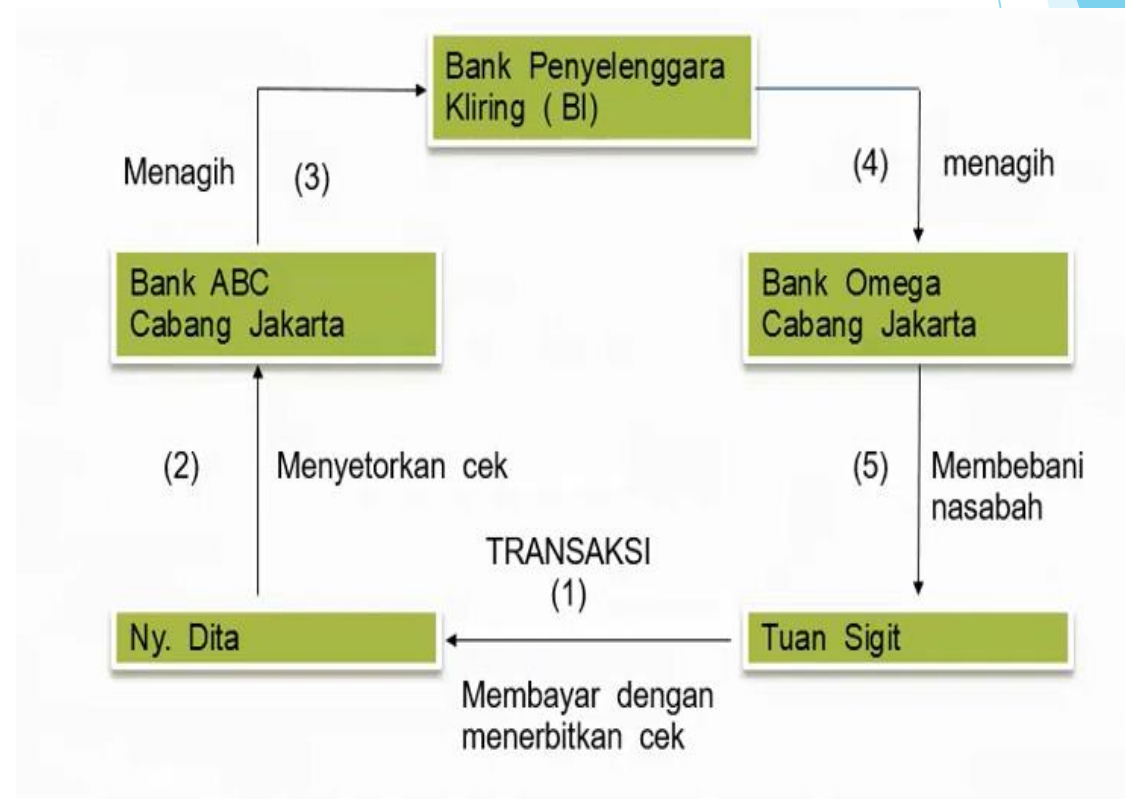 Bank Penyelenggara
Kliring ( BI)
Menagih
(3)
(4)
menagih
Bank ABC
Cabang Jakarta
Bank Omega
Cabang Jakarta
(2)
Menyetorkan cek
(5)
Membebani
nasabah
TRANSAKSI
(1)
Ny. Dita
Tuan Sigit
Membayar dengan
menerbitkan cek